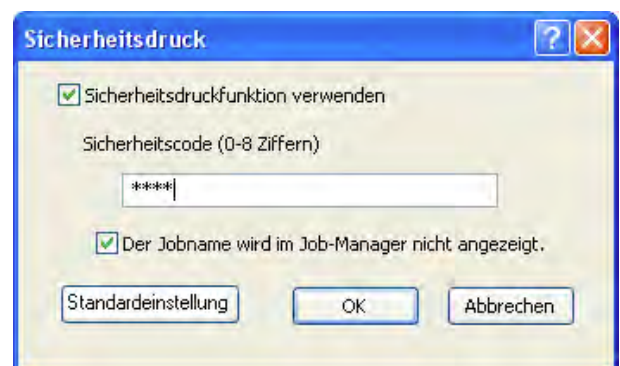 Sicherheitsdruck
Sicherheitsdruckfunktion verwenden
Sicherheitscode (0-8 Ziffern)
****
Der Jobname wird im Job-Manager nicht angezeigt.
Standardeinstellung OK Abbrechen